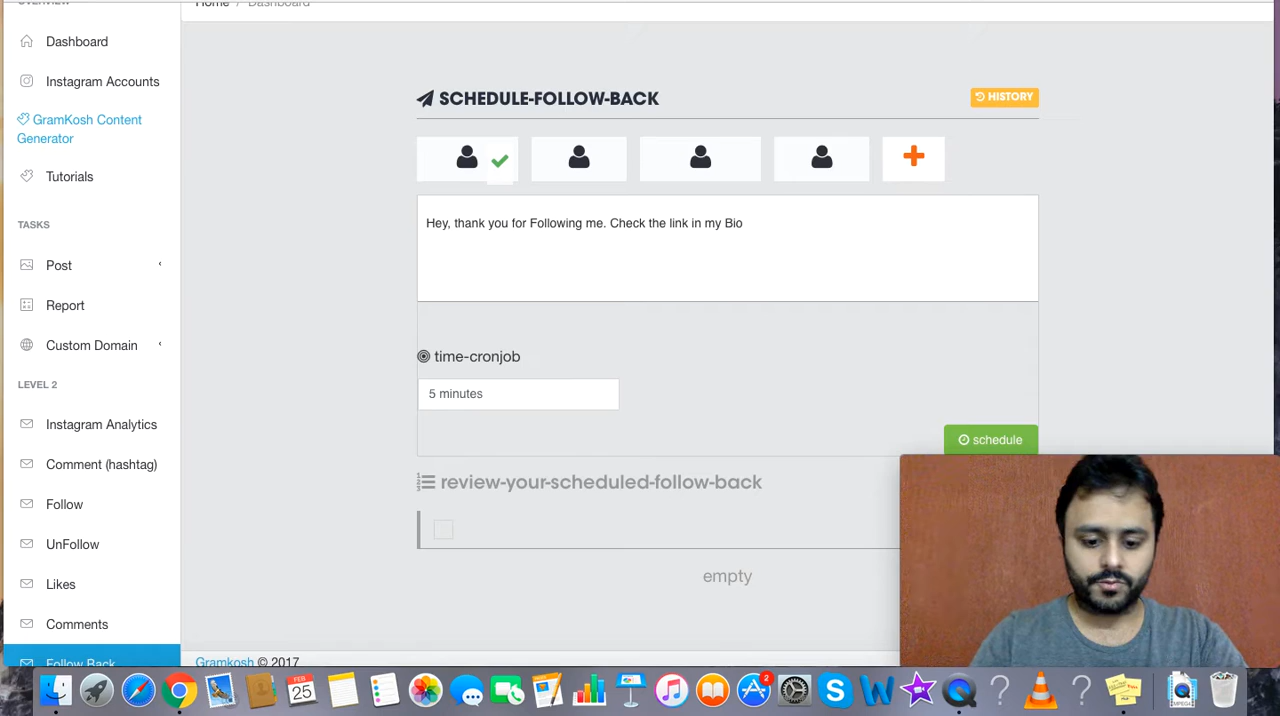 OVERVIEW
Home / Dashboard
Dashboard
Instagram Accounts
GramKosh Content
Generator
Tutorials
TASKS
Post
Report
Custom Domain
LEVEL 2
Instagram Analytics
Comment (hashtag)
Follow
UnFollow
Likes
Comments
Follow Back
SCHEDULE-FOLLOW-BACK
HISTORY
Hey, thank you for Following me. Check the link in my Bio
time-cronjob
5 minutes
schedule
review-your-scheduled-follow-back
empty
Gramkosh © 2017
FEB
25
2